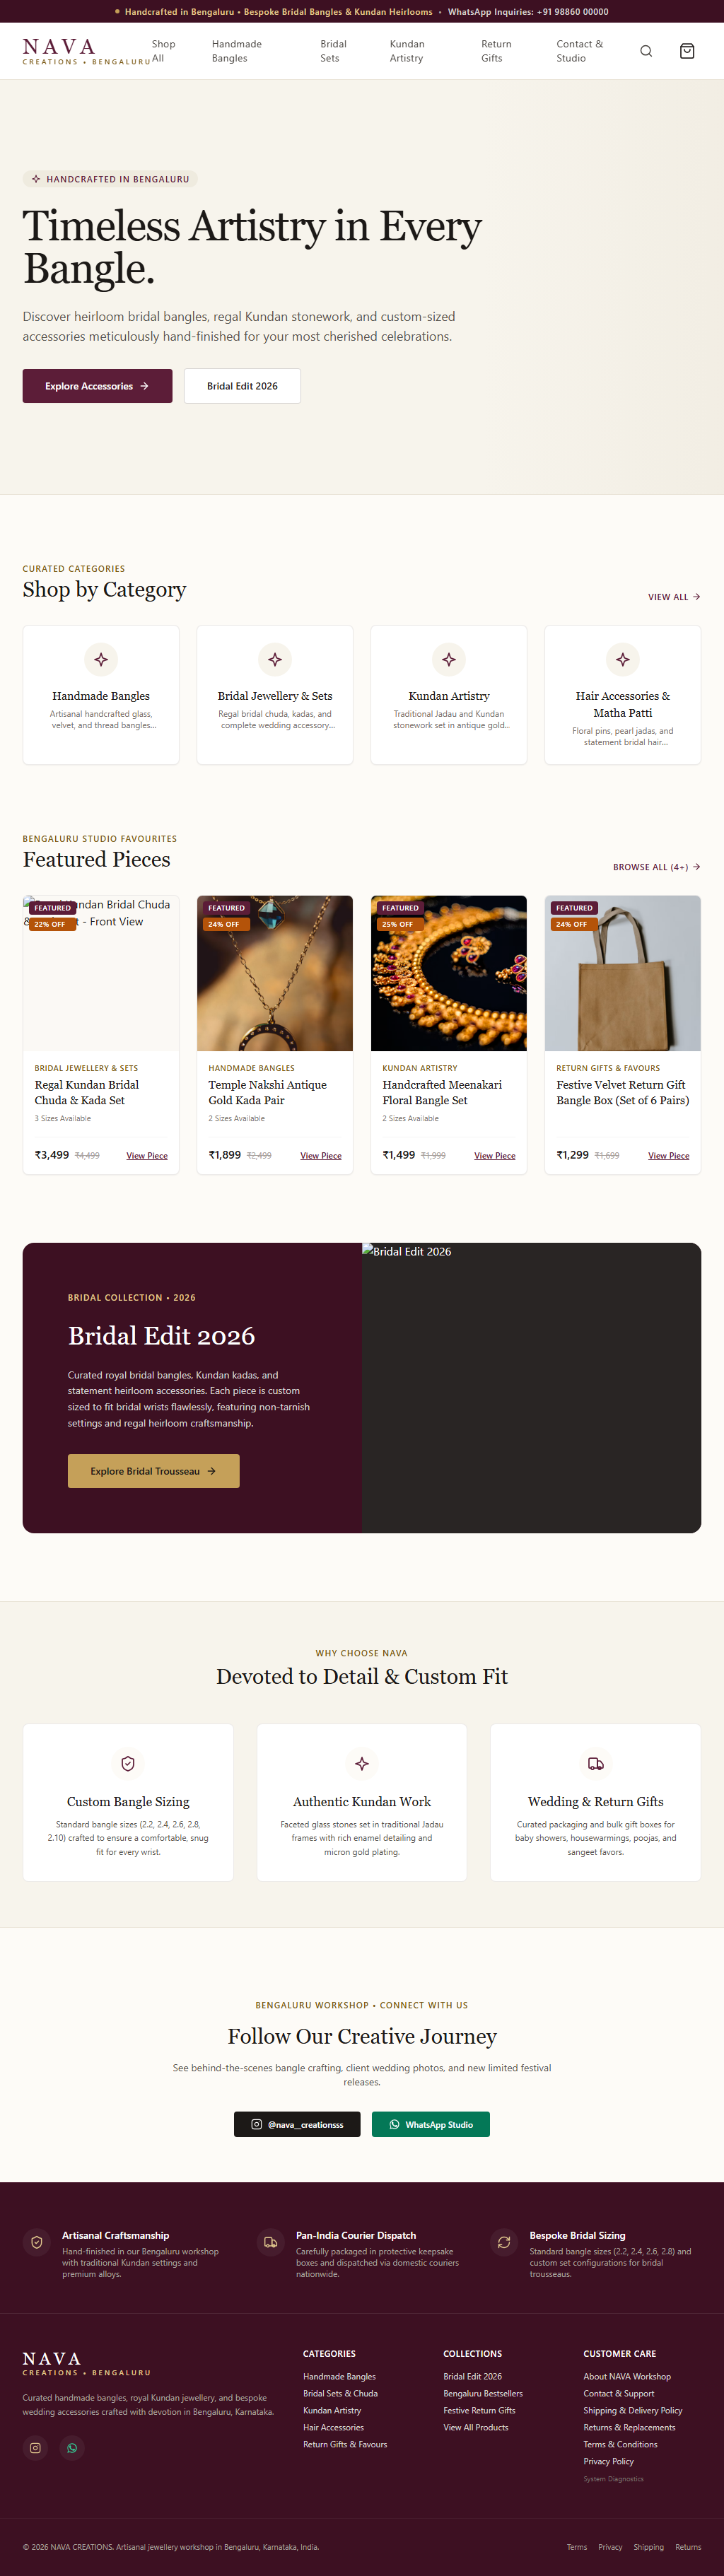 Handcrafted in Bengaluru • Bespoke Bridal Bangles & Kundan Heirlooms • WhatsApp Inquiries: +91 98860 00000
NAVA
CREATIONS • BENGALURU
Shop All
Handmade Bangles
Bridal Sets
Kundan Artistry
Return Gifts
Contact & Studio
HANDCRAFTED IN BENGALURU
Timeless Artistry in Every
Bangle.
Discover heirloom bridal bangles, regal Kundan stonework, and custom-sized
accessories meticulously hand-finished for your most cherished celebrations.
Explore Accessories
Bridal Edit 2026
CURATED CATEGORIES
Shop by Category
VIEW ALL
Handmade Bangles
Artisanal handcrafted glass,
velvet, and thread bangles...
Bridal Jewellery & Sets
Regal bridal chuda, kadas, and
complete wedding accessory...
Kundan Artistry
Traditional Jadau and Kundan
stonework set in antique gold...
Hair Accessories &
Matha Patti
Floral pins, pearl jadas, and
statement bridal hair...
BENGALURU STUDIO FAVOURITES
Featured Pieces
BROWSE ALL (4+)
Kundan Bridal Chuda
- Front View
FEATURED
22% OFF
FEATURED
24% OFF
FEATURED
25% OFF
FEATURED
24% OFF
BRIDAL JEWELLERY & SETS
Regal Kundan Bridal
Chuda & Kada Set
3 Sizes Available
₹3,499 ₹4,499 View Piece
HANDMADE BANGLES
Temple Nakshi Antique
Gold Kada Pair
2 Sizes Available
₹1,899 ₹2,499 View Piece
KUNDAN ARTISTRY
Handcrafted Meenakari
Floral Bangle Set
2 Sizes Available
₹1,499 ₹1,999 View Piece
RETURN GIFTS & FAVOURS
Festive Velvet Return Gift
Bangle Box (Set of 6 Pairs)
₹1,299 ₹1,699 View Piece
BRIDAL COLLECTION • 2026
Bridal Edit 2026
Curated royal bridal bangles, Kundan kadas, and
statement heirloom accessories. Each piece is custom
sized to fit bridal wrists flawlessly, featuring non-tarnish
settings and regal heirloom craftsmanship.
Explore Bridal Trousseau
Bridal Edit 2026
WHY CHOOSE NAVA
Devoted to Detail & Custom Fit
Custom Bangle Sizing
Standard bangle sizes (2.2, 2.4, 2.6, 2.8,
2.10) crafted to ensure a comfortable, snug
fit for every wrist.
Authentic Kundan Work
Faceted glass stones set in traditional Jadau
frames with rich enamel detailing and
micron gold plating.
Wedding & Return Gifts
Curated packaging and bulk gift boxes for
baby showers, housewarmings, poojas, and
sangeet favors.
BENGALURU WORKSHOP • CONNECT WITH US
Follow Our Creative Journey
See behind-the-scenes bangle crafting, client wedding photos, and new limited festival
releases.
@nava__creationsss
WhatsApp Studio
Artisanal Craftsmanship
Hand-finished in our Bengaluru workshop
with traditional Kundan settings and
premium alloys.
Pan-India Courier Dispatch
Carefully packaged in protective keepsake
boxes and dispatched via domestic couriers
nationwide.
Bespoke Bridal Sizing
Standard bangle sizes (2.2, 2.4, 2.6, 2.8) and
custom set configurations for bridal
trousseaus.
NAVA
CREATIONS • BENGALURU
Curated handmade bangles, royal Kundan jewellery, and bespoke
wedding accessories crafted with devotion in Bengaluru, Karnataka.
CATEGORIES
Handmade Bangles
Bridal Sets & Chuda
Kundan Artistry
Hair Accessories
Return Gifts & Favours
COLLECTIONS
Bridal Edit 2026
Bengaluru Bestsellers
Festive Return Gifts
View All Products
CUSTOMER CARE
About NAVA Workshop
Contact & Support
Shipping & Delivery Policy
Returns & Replacements
Terms & Conditions
Privacy Policy
System Diagnostics
© 2026 NAVA CREATIONS. Artisanal jewellery workshop in Bengaluru, Karnataka, India.
Terms Privacy Shipping Returns